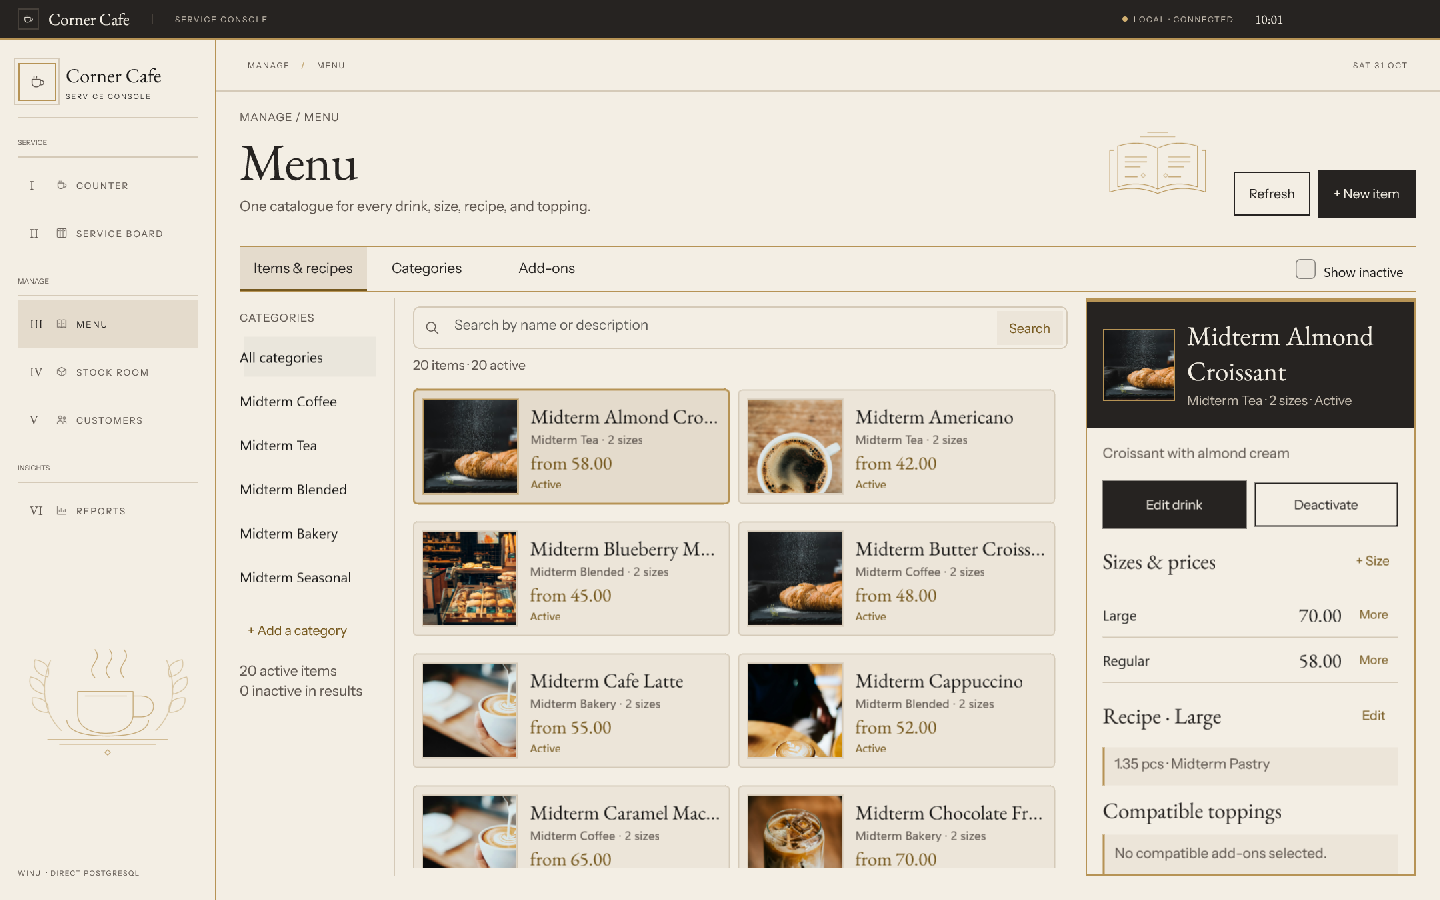 Corner Cafe
SERVICE CONSOLE
LOCAL · CONNECTED
10:01
Corner Cafe
SERVICE CONSOLE
SERVICE
I COUNTER
II SERVICE BOARD
MANAGE
III MENU
IV STOCK ROOM
V CUSTOMERS
INSIGHTS
VI REPORTS
WINU · DIRECT POSTGRESQL
MANAGE / MENU
SAT 31 OCT
MANAGE / MENU
Menu
One catalogue for every drink, size, recipe, and topping.
Refresh
+ New item
Items & recipes
Categories
Add-ons
Show inactive
CATEGORIES
All categories
Midterm Coffee
Midterm Tea
Midterm Blended
Midterm Bakery
Midterm Seasonal
+ Add a category
20 active items
0 inactive in results
Search by name or description
Search
20 items · 20 active
Midterm Almond Cro...
Midterm Tea · 2 sizes
from 58.00
Active
Midterm Americano
Midterm Tea · 2 sizes
from 42.00
Active
Midterm Blueberry M...
Midterm Blended · 2 sizes
from 45.00
Active
Midterm Butter Croiss...
Midterm Coffee · 2 sizes
from 48.00
Active
Midterm Cafe Latte
Midterm Bakery · 2 sizes
from 55.00
Active
Midterm Cappuccino
Midterm Blended · 2 sizes
from 52.00
Active
Midterm Caramel Mac...
Midterm Coffee · 2 sizes
from 65.00
Midterm Chocolate Fr...
Midterm Bakery · 2 sizes
from 70.00
Midterm Almond
Croissant
Midterm Tea · 2 sizes · Active
Croissant with almond cream
Edit drink
Deactivate
Sizes & prices
+ Size
Large 70.00 More
Regular 58.00 More
Recipe · Large
Edit
1.35 pcs · Midterm Pastry
Compatible toppings
No compatible add-ons selected.